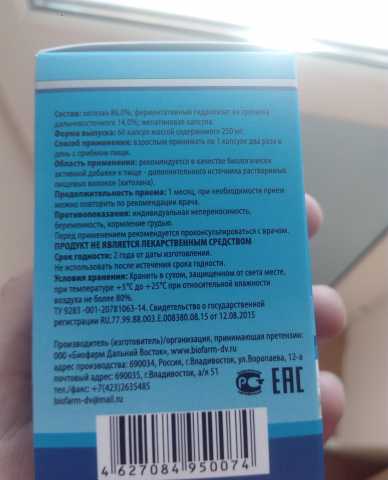 Состав: хитозан 86,0%, ферментативный гидролизат из трепанга
дальневосточного 14,0%; желатиновая капсула.
Форма выпуска: 60 капсул массой содержимого 250 мг.
Способ применения: взрослым принимать по 1 капсуле два раза в
день с приёмом пищи.
Область применения: рекомендуется в качестве биологически
активной добавки к пище - дополнительного источника растворимых
пищевых волокон (хитозана).
Продолжительность приема: 1 месяц, при необходимости прием
можно повторить по рекомендации врача.
Противопоказания: индивидуальная непереносимость,
беременность, кормление грудью.
Перед применением рекомендуется проконсультироваться с врачом.
ПРОДУКТ НЕ ЯВЛЯЕТСЯ ЛЕКАРСТВЕННЫМ СРЕДСТВОМ
Срок годности: 2 года от даты изготовления.
Не использовать после истечения срока годности.
Условия хранения: Хранить в сухом, защищенном от света месте,
при температуре +3°С до +25°С при относительной влажности
воздуха не более 80%.
ТУ 9283 -001-20781063-14. Свидетельство о государственной
регистрации RU.77.99.88.003.Е.008380.08.15 от 12.08.2015
Производитель (изготовитель)/организация, принимающая претензии:
ООО «Биофарм Дальний Восток», www.biofarm-dv.ru
адрес производства: 690034, Россия, г.Владивосток, ул.Воропаева, 12-а
почтовый адрес: 690035, г.Владивосток, а/я 51
тел./факс: +7(423)2635485
biofarm-dv@mail.ru
РС ЕАС
4 627084 950074 >